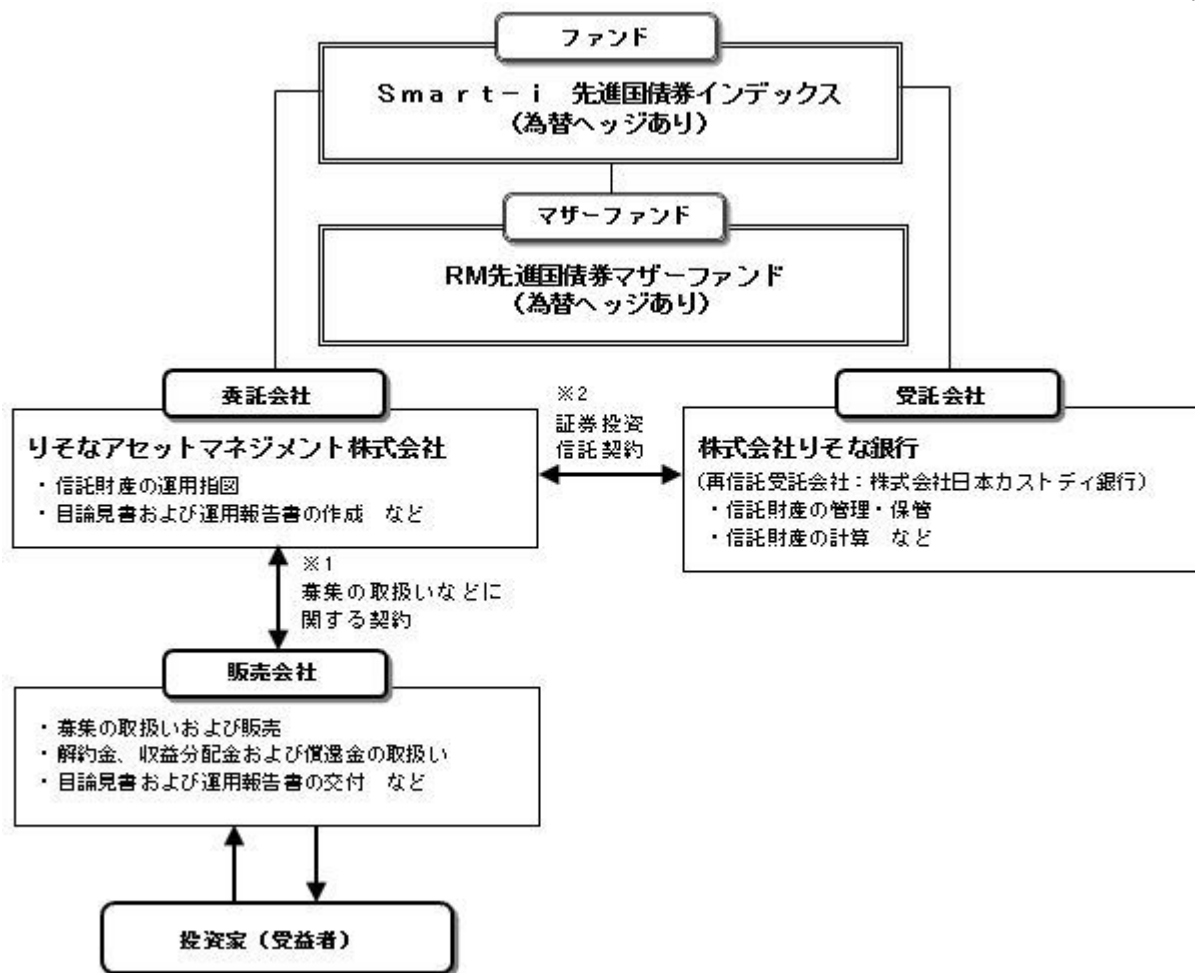 ファンド
Smart-i 先進国債券インデックス
(為替ヘッジあり)
マザーファンド
RM先進国債券マザーファンド
(為替ヘッジあり)
委託会社
りそなアセットマネジメント株式会社
・信託財産の運用指図
・目論見書および運用報告書の作成 など
※2
証券投資
信託契約
受託会社
株式会社りそな銀行
(再信託受託会社:株式会社日本カストディ銀行)
・信託財産の管理・保管
・信託財産の計算 など
※1
募集の取扱いなどに
関する契約
販売会社
・募集の取扱いおよび販売
・解約金、収益分配金および償還金の取扱い
・目論見書および運用報告書の交付 など
投資家(受益者)